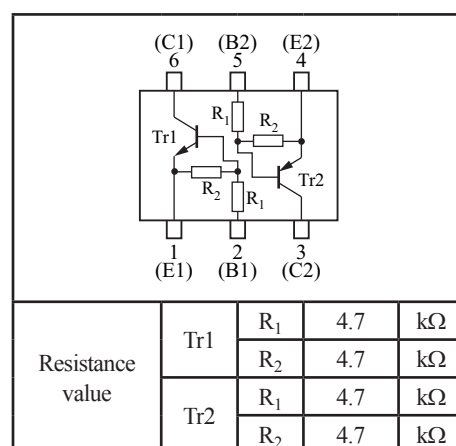 (C1) (B2) (E2)
6 5 4
R1
R2
Tr1
Tr2
R2
R1
1 2 3
(E1) (B1) (C2)
Resistance value Tr1 R1 4.7 kΩ
R2 4.7 kΩ
Tr2 R1 4.7 kΩ
R2 4.7 kΩ